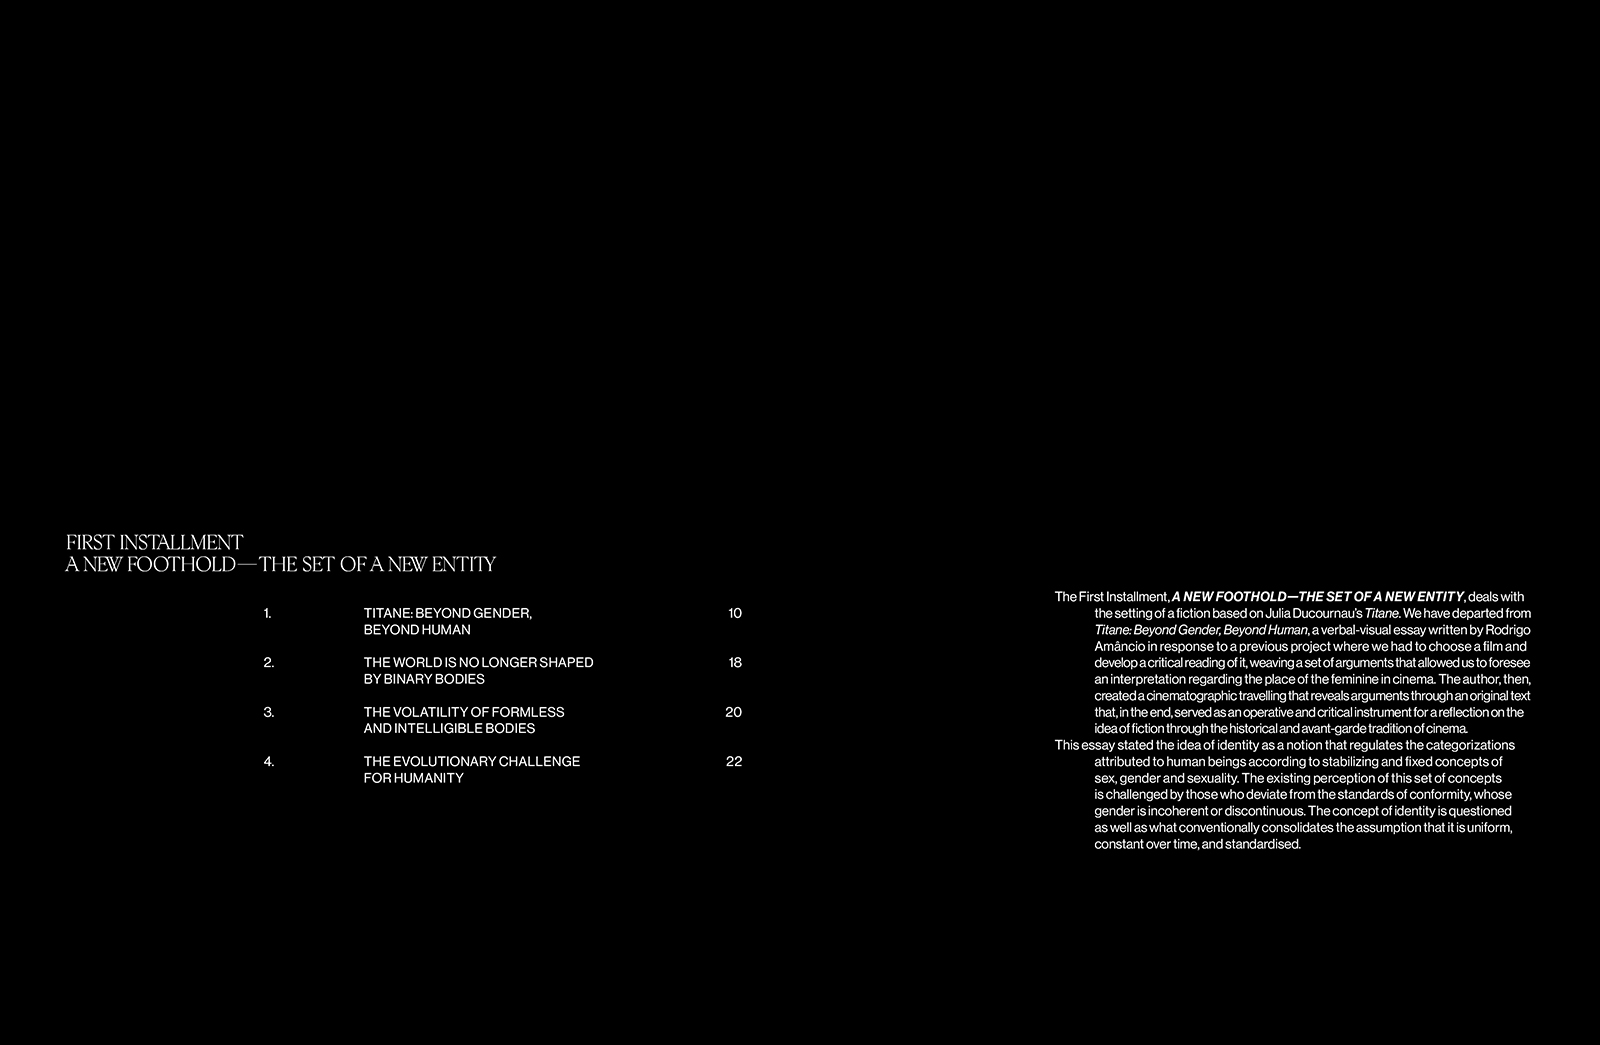 FIRST INSTALLMENT
A NEW FOOTHOLD—THE SET OF A NEW ENTITY
1. TITANE: BEYOND GENDER, 10
BEYOND HUMAN
2. THE WORLD IS NO LONGER SHAPED 18
BY BINARY BODIES
3. THE VOLATILITY OF FORMLESS 20
AND INTELLIGIBLE BODIES
4. THE EVOLUTIONARY CHALLENGE 22
FOR HUMANITY
The First Installment, A NEW FOOTHOLD—THE SET OF A NEW ENTITY, deals with
the setting of a fiction based on Julia Ducournau's Titane. We have departed from
Titane: Beyond Gender, Beyond Human, a verbal-visual essay written by Rodrigo
Amâncio in response to a previous project where we had to choose a film and
develop a critical reading of it, weaving a set of arguments that allowed us to foresee
an interpretation regarding the place of the feminine in cinema. The author, then,
created a cinematographic travelling that reveals arguments through an original text
that, in the end, served as an operative and critical instrument for a reflection on the
idea of fiction through the historical and avant-garde tradition of cinema.
This essay stated the idea of identity as a notion that regulates the categorizations
attributed to human beings according to stabilizing and fixed concepts of
sex, gender and sexuality. The existing perception of this set of concepts
is challenged by those who deviate from the standards of conformity, whose
gender is incoherent or discontinuous. The concept of identity is questioned
as well as what conventionally consolidates the assumption that it is uniform,
constant over time, and standardised.